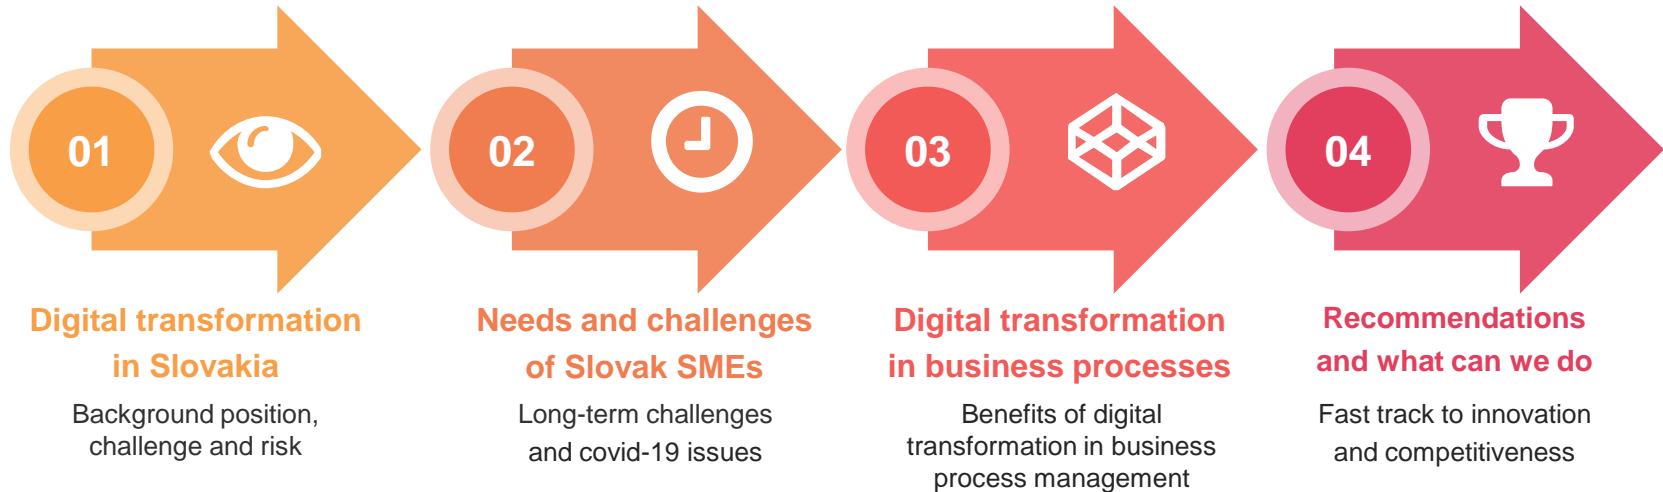 01
Digital transformation
in Slovakia
Background position,
challenge and risk
02
Needs and challenges
of Slovak SMEs
Long-term challenges
and covid-19 issues
03
Digital transformation
in business processes
Benefits of digital
transformation in business
process management
04
Recommendations
and what can we do
Fast track to innovation
and competitiveness